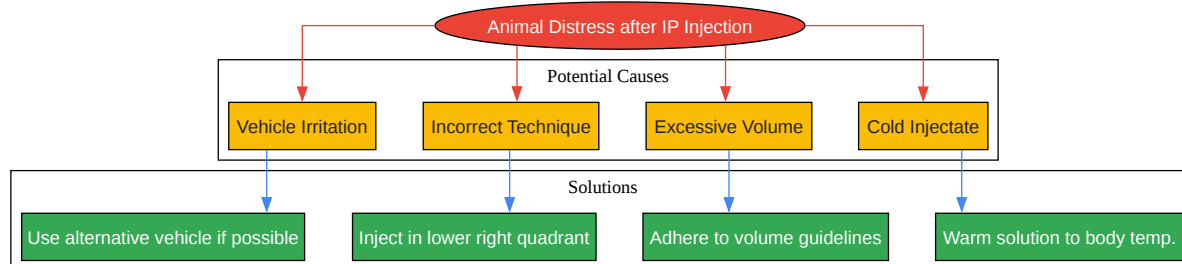 Animal Distress after IP Injection
Potential Causes
Vehicle Irritation
Incorrect Technique
Excessive Volume
Cold Injectate
Solutions
Use alternative vehicle if possible
Inject in lower right quadrant
Adhere to volume guidelines
Warm solution to body temp.